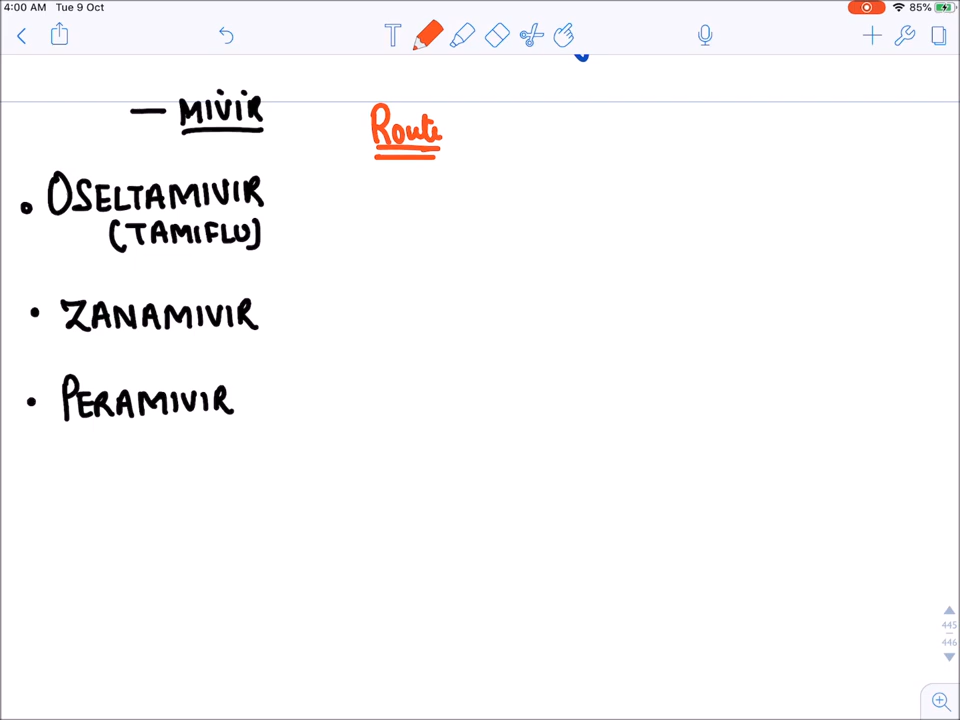 4:00 AM Tue 9 Oct 85%
T
— MIVIR
Route
• OSELTAMIVIR
(TAMIFLU)
• ZANAMIVIR
• PERAMIVIR
445
446